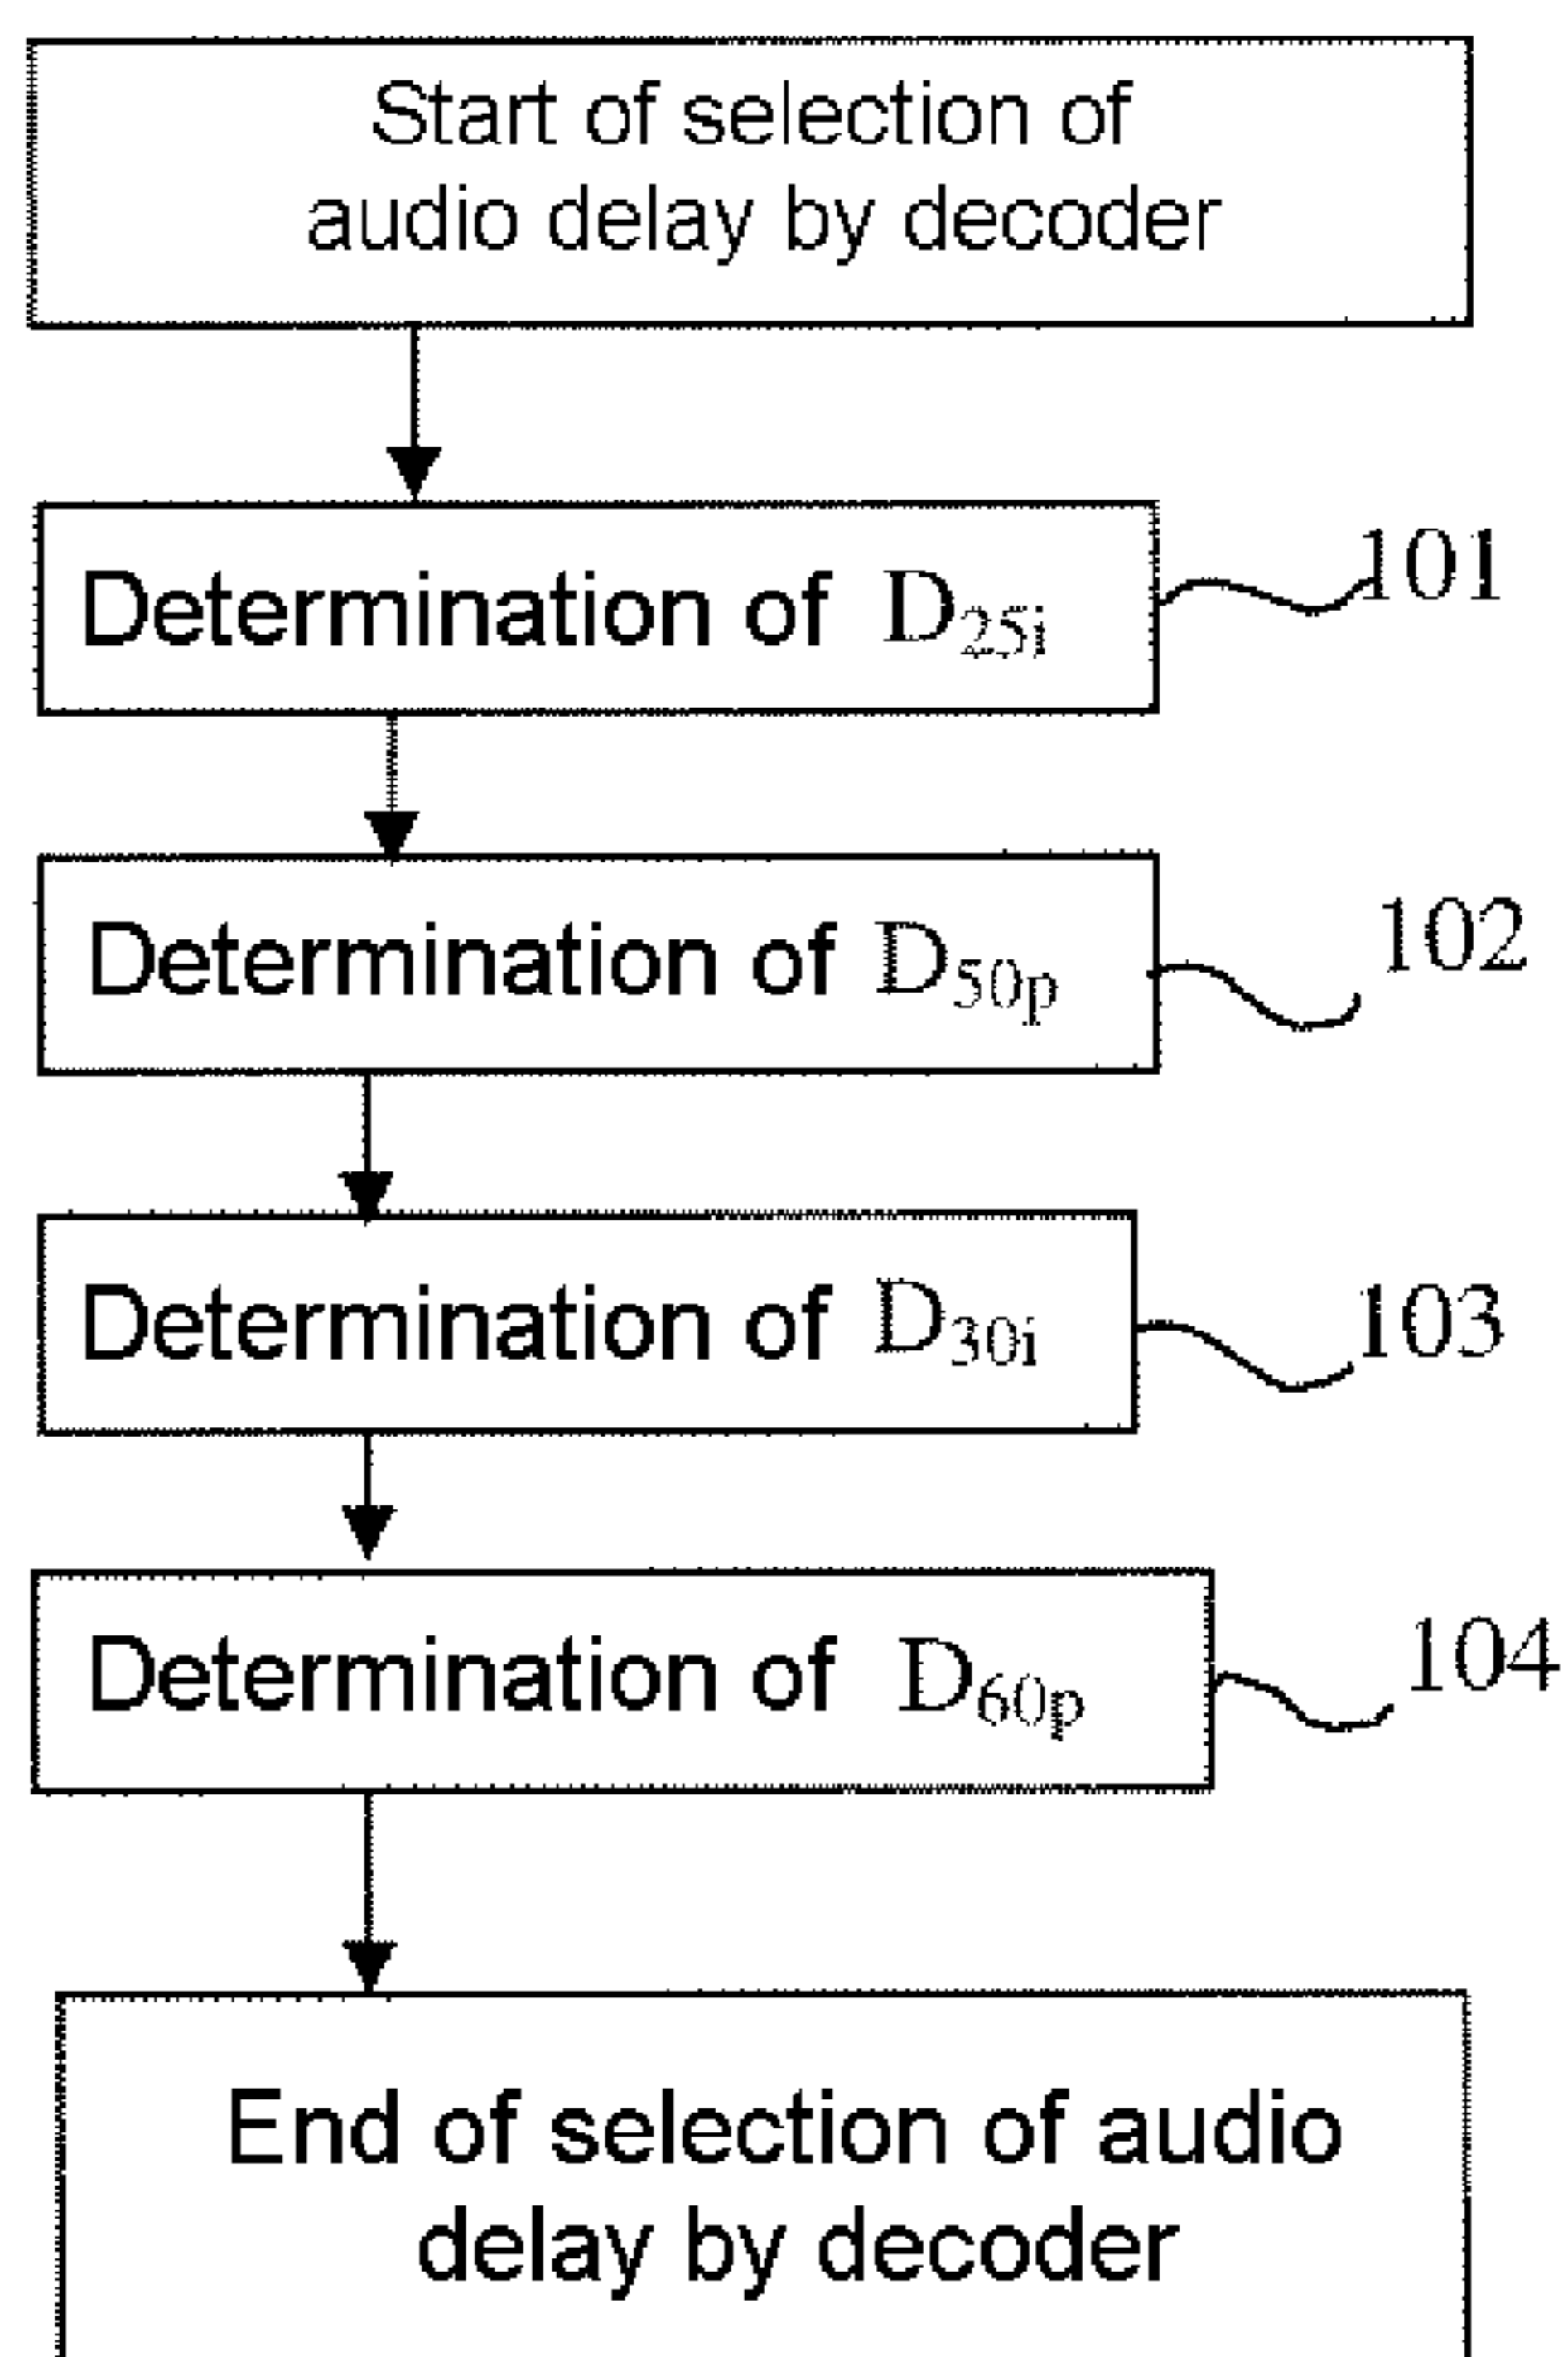 Start of selection of
audio delay by decoder
Determination of D25i
101
Determination of D50p
102
Determination of D30i
103
Determination of D60p
104
End of selection of audio
delay by decoder